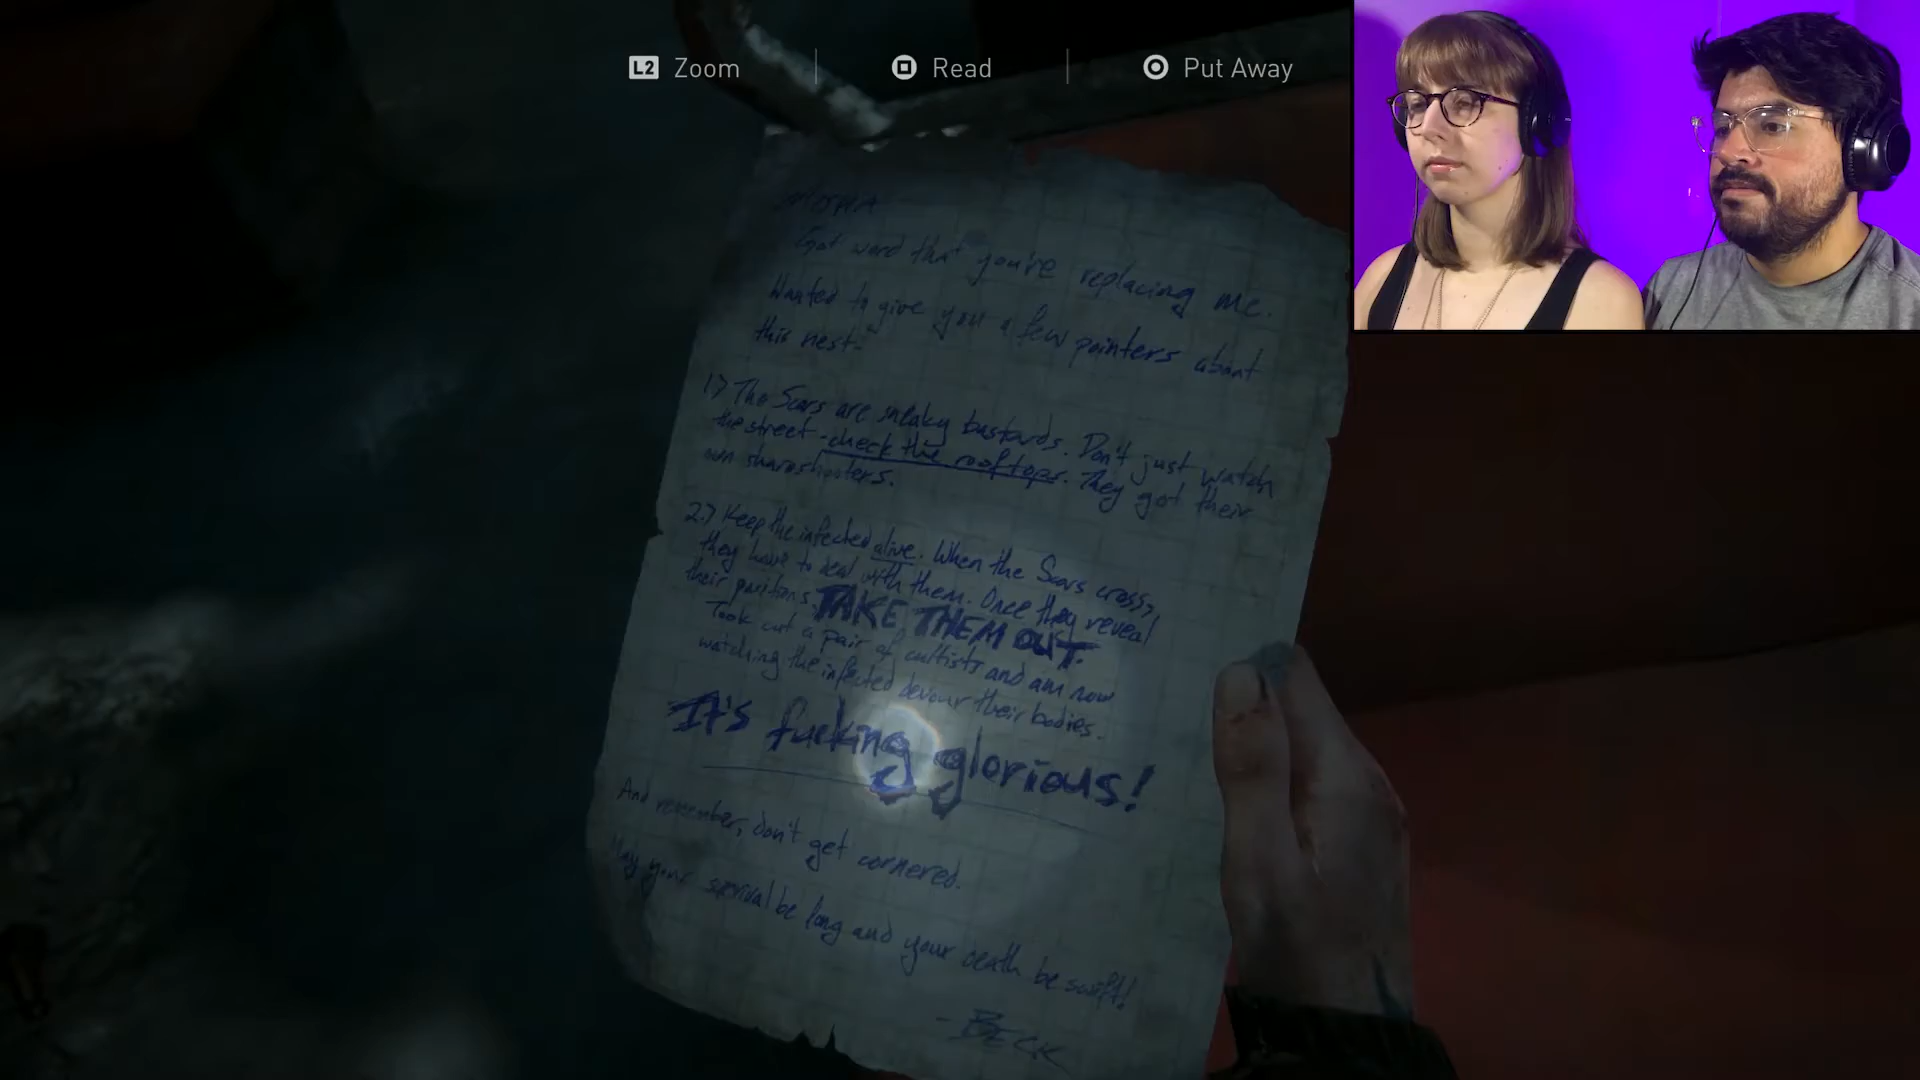 L2 Zoom
Read
Put Away
Got word that you're replacing me.
Wanted to give you a few pointers about
this nest-
1.) The Scars are sneaky bastards. Don't just watch
the street - check the rooftops. They got their
own sharpshooters.
2.) Keep the infected alive. When the Scars cross,
they have to deal with them. Once they reveal
their positions, TAKE THEM OUT.
Took out a pair of cultists and am now
watching the infected devour their bodies.
It's fucking glorious!
And remember, don't get cornered.
May your survival be long and your death be swift!
- BECK